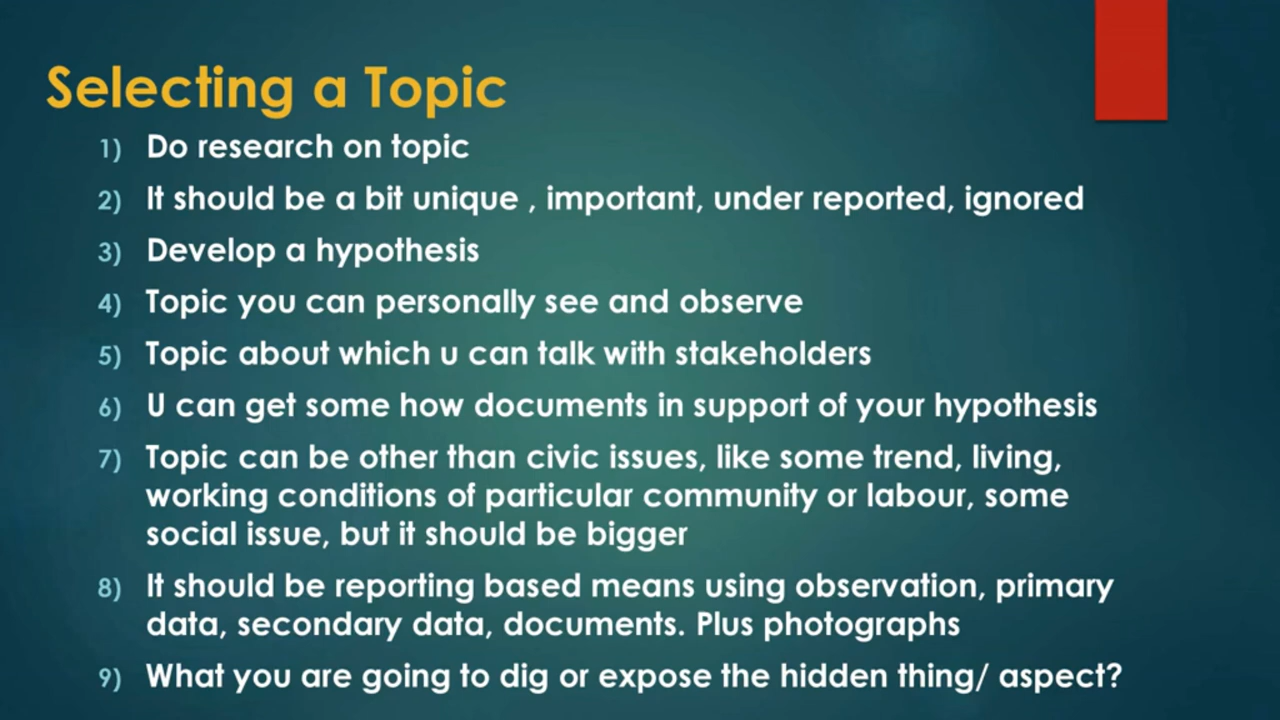 Selecting a Topic
1) Do research on topic
2) It should be a bit unique , important, under reported, ignored
3) Develop a hypothesis
4) Topic you can personally see and observe
5) Topic about which u can talk with stakeholders
6) U can get some how documents in support of your hypothesis
7) Topic can be other than civic issues, like some trend, living,
working conditions of particular community or labour, some
social issue, but it should be bigger
8) It should be reporting based means using observation, primary
data, secondary data, documents. Plus photographs
9) What you are going to dig or expose the hidden thing/ aspect?